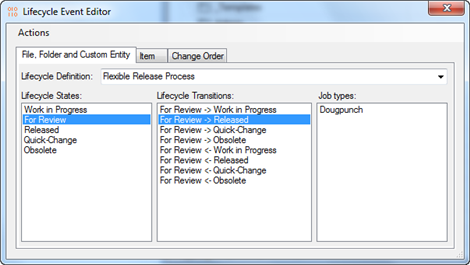 Templates
Lifecycle Event Editor
Actions
File, Folder and Custom Entity
Item
Change Order
Lifecycle Definition:
Flexible Release Process
Lifecycle States:
Work in Progress
For Review
Released
Quick-Change
Obsolete
Lifecycle Transitions:
For Review -> Work in Progress
For Review -> Released
For Review -> Quick-Change
For Review -> Obsolete
For Review <- Work in Progress
For Review <- Released
For Review <- Quick-Change
For Review <- Obsolete
Job types:
Dougpunch